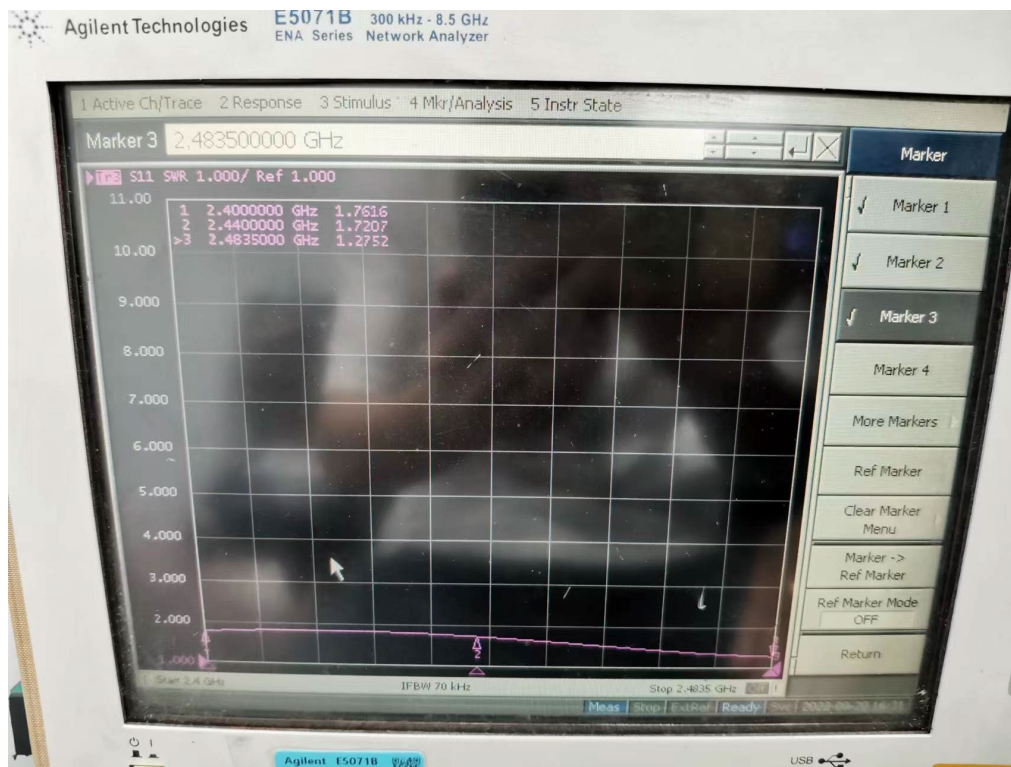 Agilent Technologies
E5071B 300 kHz - 8.5 GHz
ENA Series Network Analyzer
1 Active Ch/Trace 2 Response 3 Stimulus 4 Mkr/Analysis 5 Instr State
Marker 3 2.483500000 GHz
Tr3 S11 SWR 1.000/ Ref 1.000
1 2.4000000 GHz 1.7616
2 2.4400000 GHz 1.7207
>3 2.4835000 GHz 1.2752
11.00
10.00
9.000
8.000
7.000
6.000
5.000
4.000
3.000
2.000
1.000
1
2
3
Start 2.4 GHz IFBW 70 kHz Stop 2.4835 GHz Off !
Meas Stop ExtRef Ready Svc
Marker
Marker 1
Marker 2
Marker 3
Marker 4
More Markers
Ref Marker
Clear Marker
Menu
Marker ->
Ref Marker
Ref Marker Mode
OFF
Return
Agilent E5071B
USB